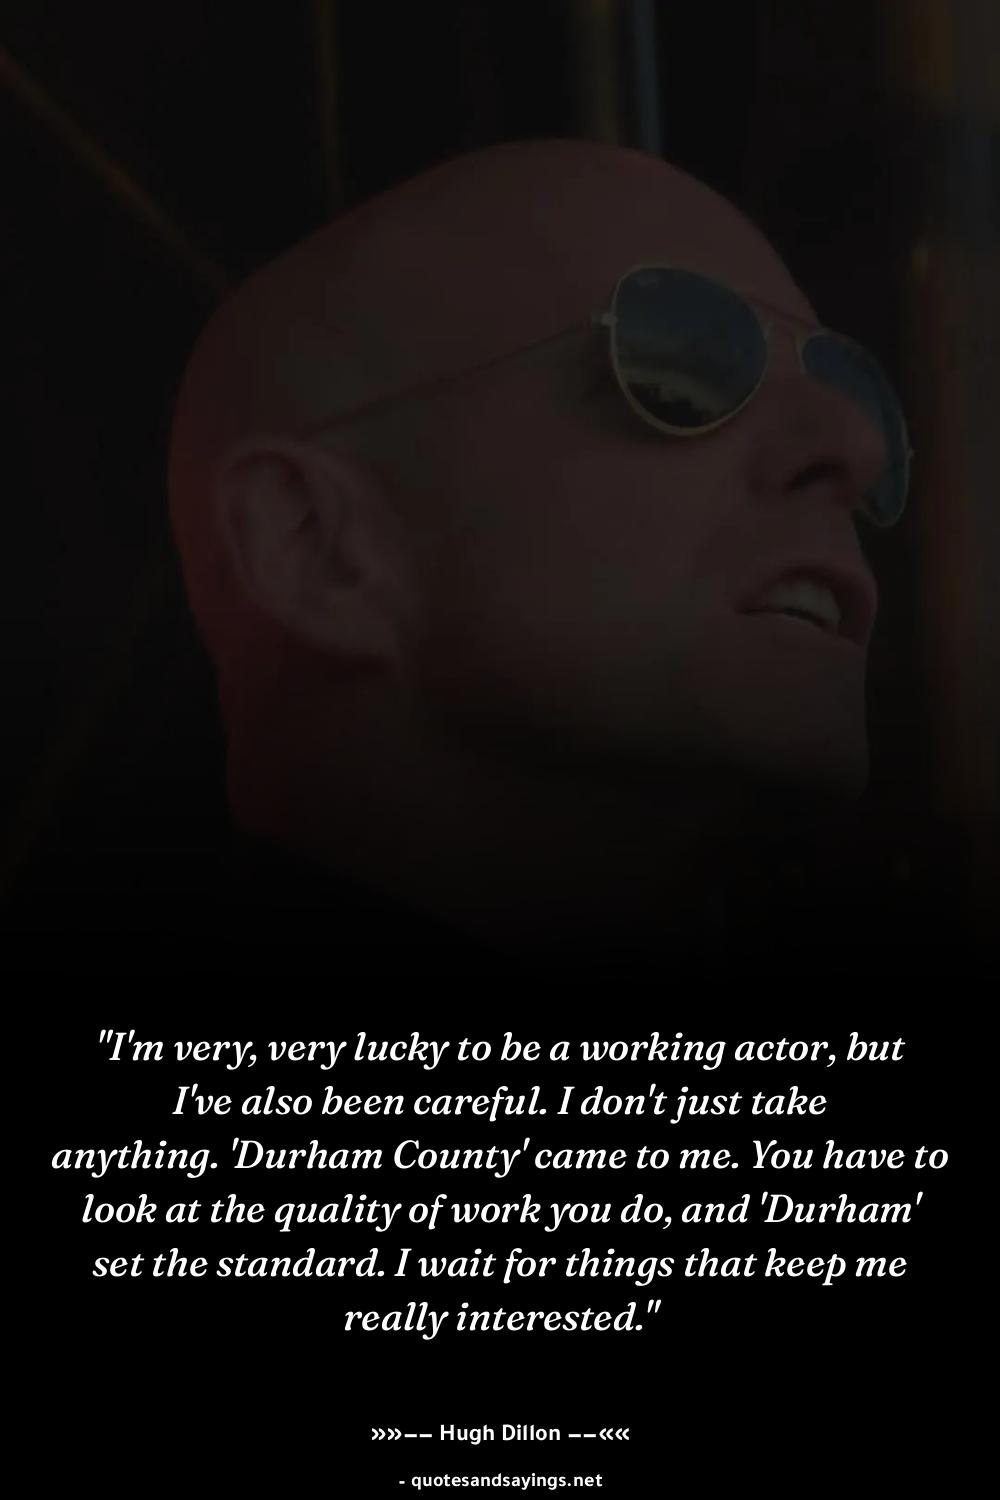 "I'm very, very lucky to be a working actor, but
I've also been careful. I don't just take
anything. 'Durham County' came to me. You have to
look at the quality of work you do, and 'Durham'
set the standard. I wait for things that keep me
really interested."
»»−− Hugh Dillon −−««
- quotesandsayings.net